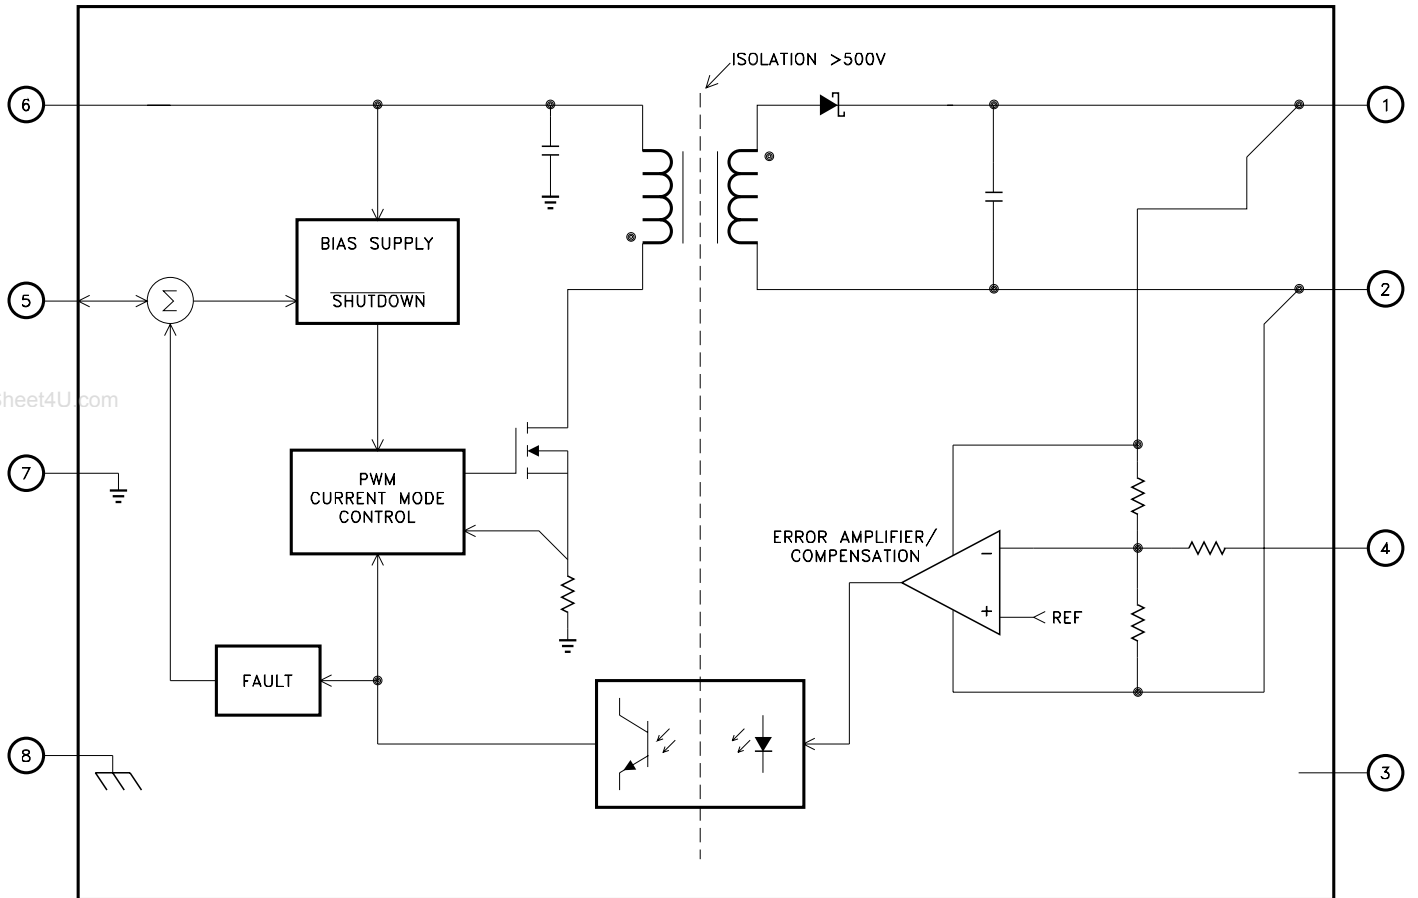 ISOLATION >500V
6
1
BIAS SUPPLY
SHUTDOWN
5
Σ
2
heet4U.com
7
PWM
CURRENT MODE
CONTROL
ERROR AMPLIFIER/
COMPENSATION
−
4
+
REF
FAULT
8
3